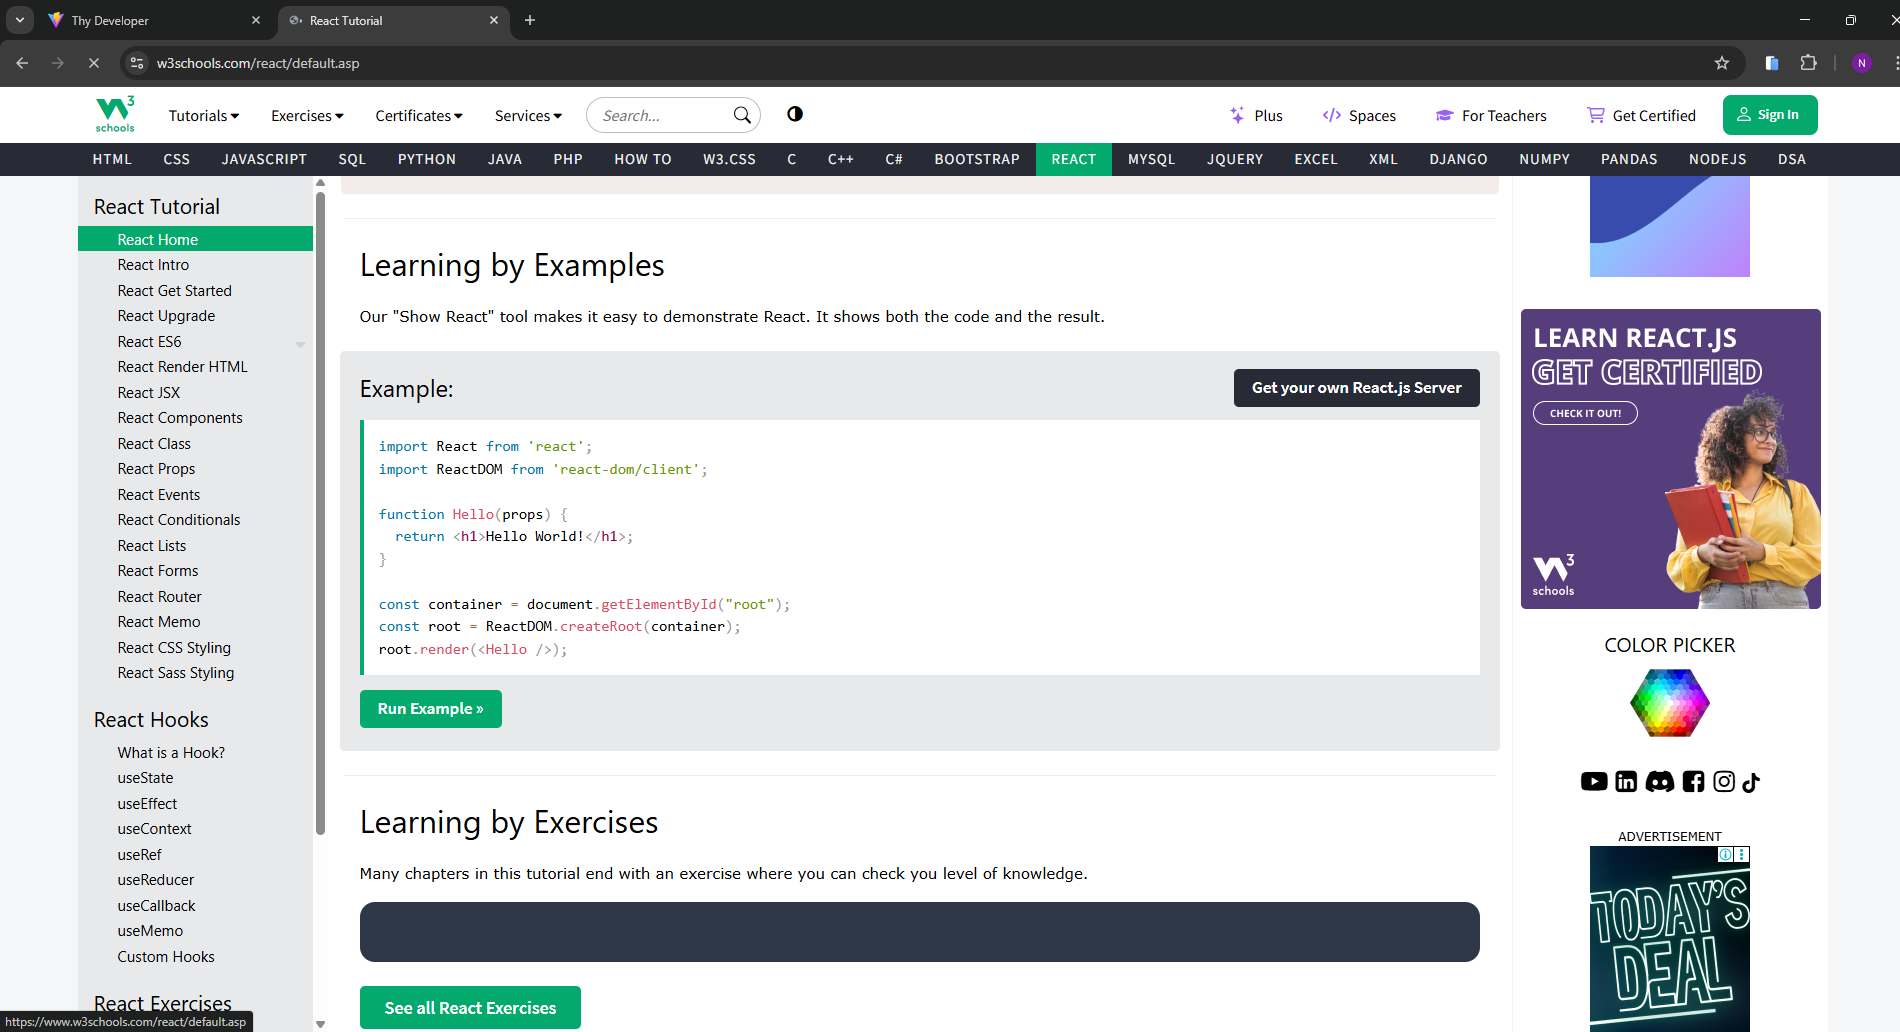 Thy Developer
React Tutorial
w3schools.com/react/default.asp
N
W3
schools
Tutorials
Exercises
Certificates
Services
Search...
Plus
Spaces
For Teachers
Get Certified
Sign In
HTML
CSS
JAVASCRIPT
SQL
PYTHON
JAVA
PHP
HOW TO
W3.CSS
C
C++
C#
BOOTSTRAP
REACT
MYSQL
JQUERY
EXCEL
XML
DJANGO
NUMPY
PANDAS
NODEJS
DSA
React Tutorial
React Home
React Intro
React Get Started
React Upgrade
React ES6
React Render HTML
React JSX
React Components
React Class
React Props
React Events
React Conditionals
React Lists
React Forms
React Router
React Memo
React CSS Styling
React Sass Styling
React Hooks
What is a Hook?
useState
useEffect
useContext
useRef
useReducer
useCallback
useMemo
Custom Hooks
React Exercises
https://www.w3schools.com/react/default.asp
Learning by Examples
Our "Show React" tool makes it easy to demonstrate React. It shows both the code and the result.
Example:
Get your own React.js Server
import React from 'react';
import ReactDOM from 'react-dom/client';
function Hello(props) {
  return <h1>Hello World!</h1>;
}
const container = document.getElementById("root");
const root = ReactDOM.createRoot(container);
root.render(<Hello />);
Run Example »
Learning by Exercises
Many chapters in this tutorial end with an exercise where you can check you level of knowledge.
See all React Exercises
LEARN REACT.JS
GET CERTIFIED
CHECK IT OUT!
W3
schools
COLOR PICKER
ADVERTISEMENT
TODAY'S
DEAL